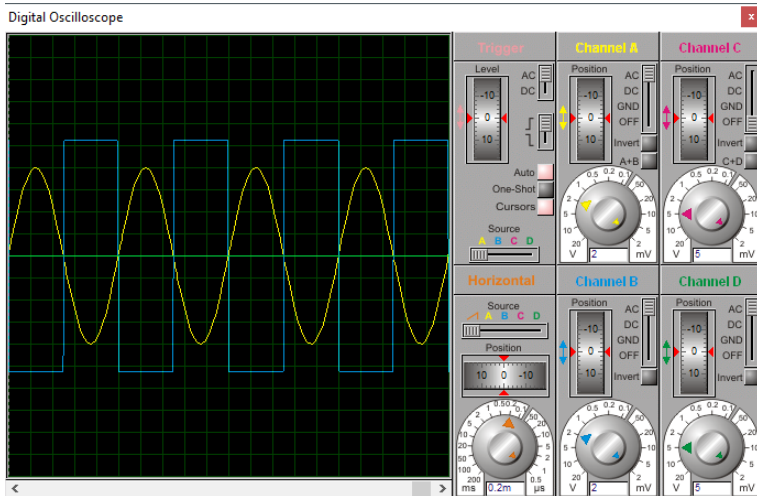 Digital Oscilloscope
x
Trigger
Level
AC
DC
-10
0
10
Auto
One-Shot
Cursors
Source
A B C D
Channel A
Position
AC
DC
GND
OFF
-10
0
10
Invert
A+B
V 2 mV
Channel C
Position
AC
DC
GND
OFF
-10
0
10
Invert
C+D
V 5 mV
Horizontal
Source
A B C D
Position
10 0 -10
ms 0.2m µs
Channel B
Position
AC
DC
GND
OFF
-10
0
10
Invert
V 2 mV
Channel D
Position
AC
DC
GND
OFF
-10
0
10
Invert
V 5 mV